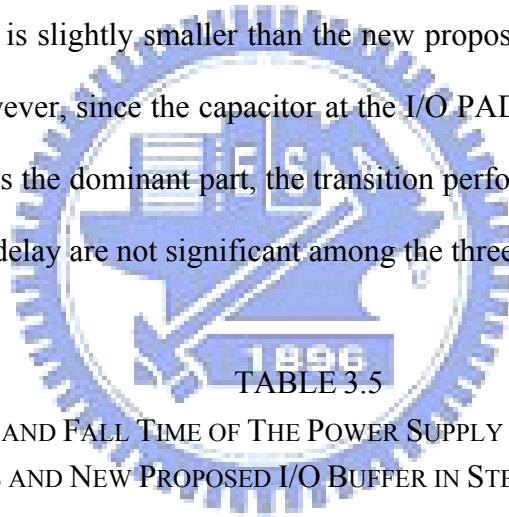 is slightly smaller than the new propos
vever, since the capacitor at the I/O PAD
s the dominant part, the transition perfo
delay are not significant among the three
E S
1896
TABLE 3.5
AND FALL TIME OF THE POWER SUPPLY
AND NEW PROPOSED I/O BUFFER IN STE